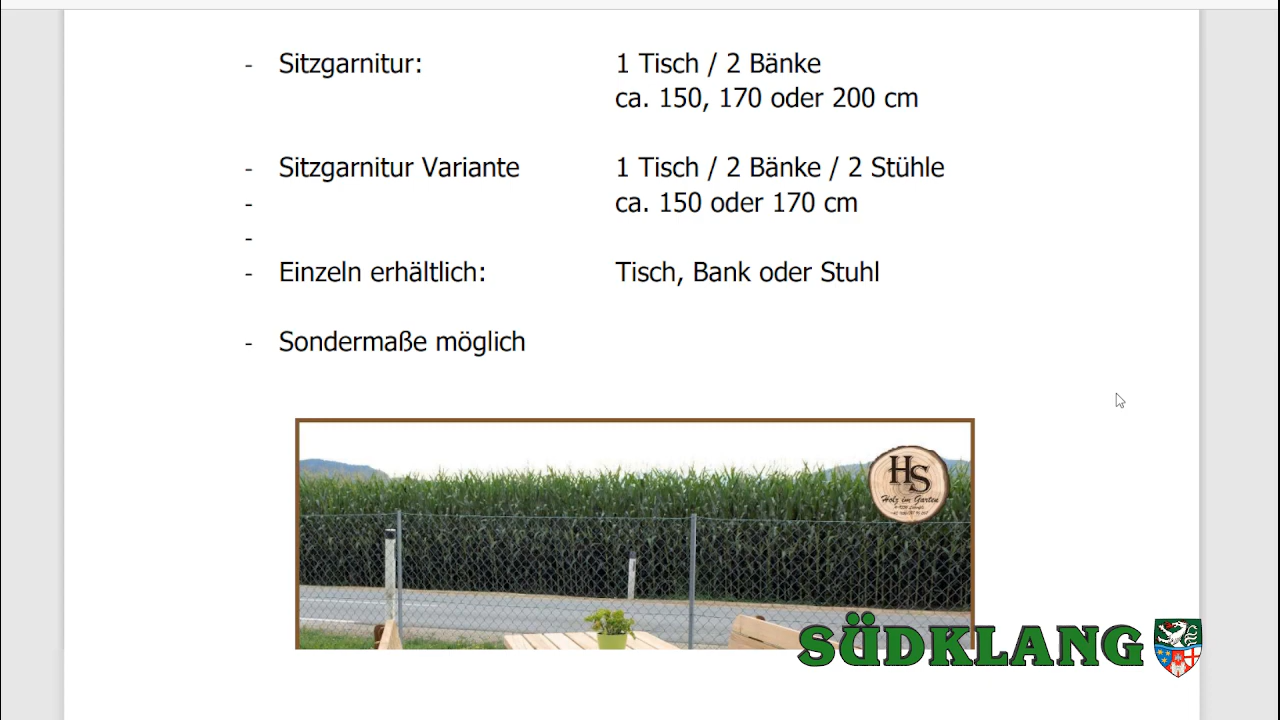 - Sitzgarnitur: 1 Tisch / 2 Bänke
ca. 150, 170 oder 200 cm
- Sitzgarnitur Variante 1 Tisch / 2 Bänke / 2 Stühle
- ca. 150 oder 170 cm
-
- Einzeln erhältlich: Tisch, Bank oder Stuhl
- Sondermaße möglich
HS
Holz im Garten
SÜDKLANG